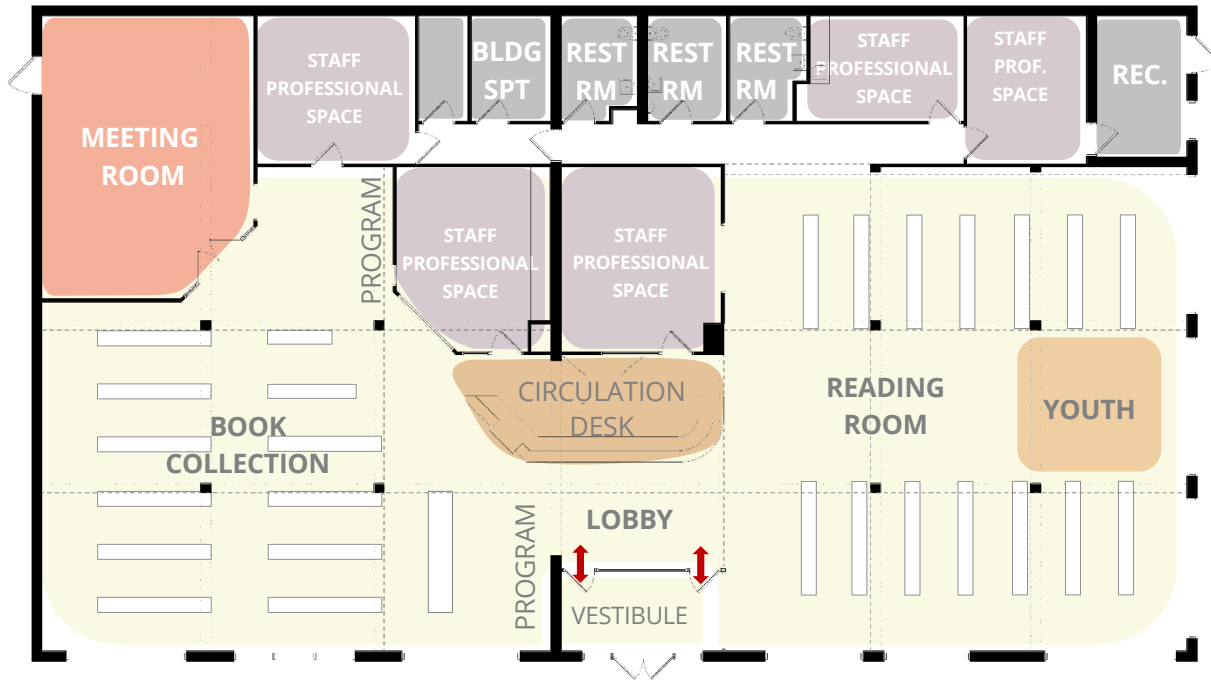 STAFF
PROFESSIONAL
SPACE
BLDG
SPT
REST
RM
REST
RM
REST
RM
STAFF
PROFESSIONAL
SPACE
STAFF
PROF.
SPACE
REC.
MEETING
ROOM
PROGRAM
STAFF
PROFESSIONAL
SPACE
STAFF
PROFESSIONAL
SPACE
CIRCULATION
DESK
READING
ROOM
YOUTH
BOOK
COLLECTION
LOBBY
PROGRAM
VESTIBULE